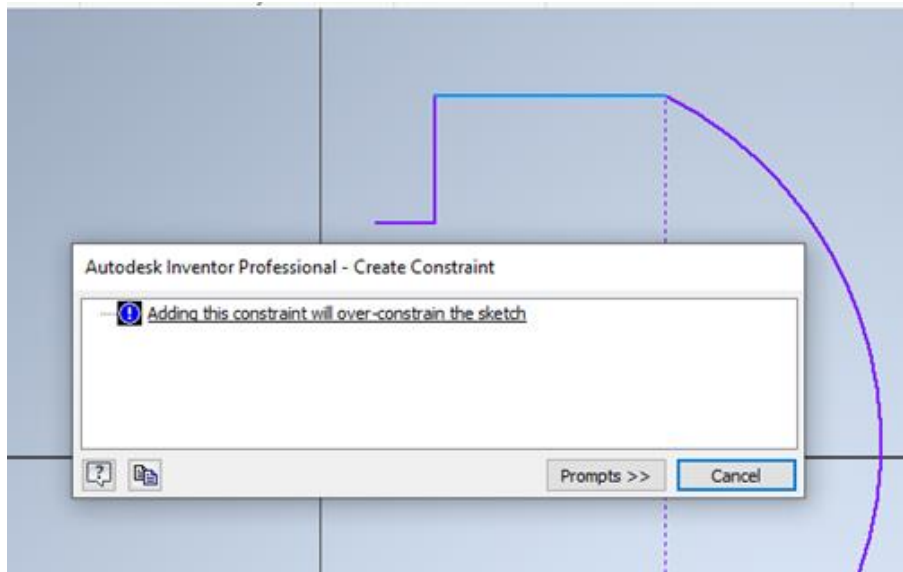 Autodesk Inventor Professional - Create Constraint
Adding this constraint will over-constrain the sketch
Prompts >>
Cancel